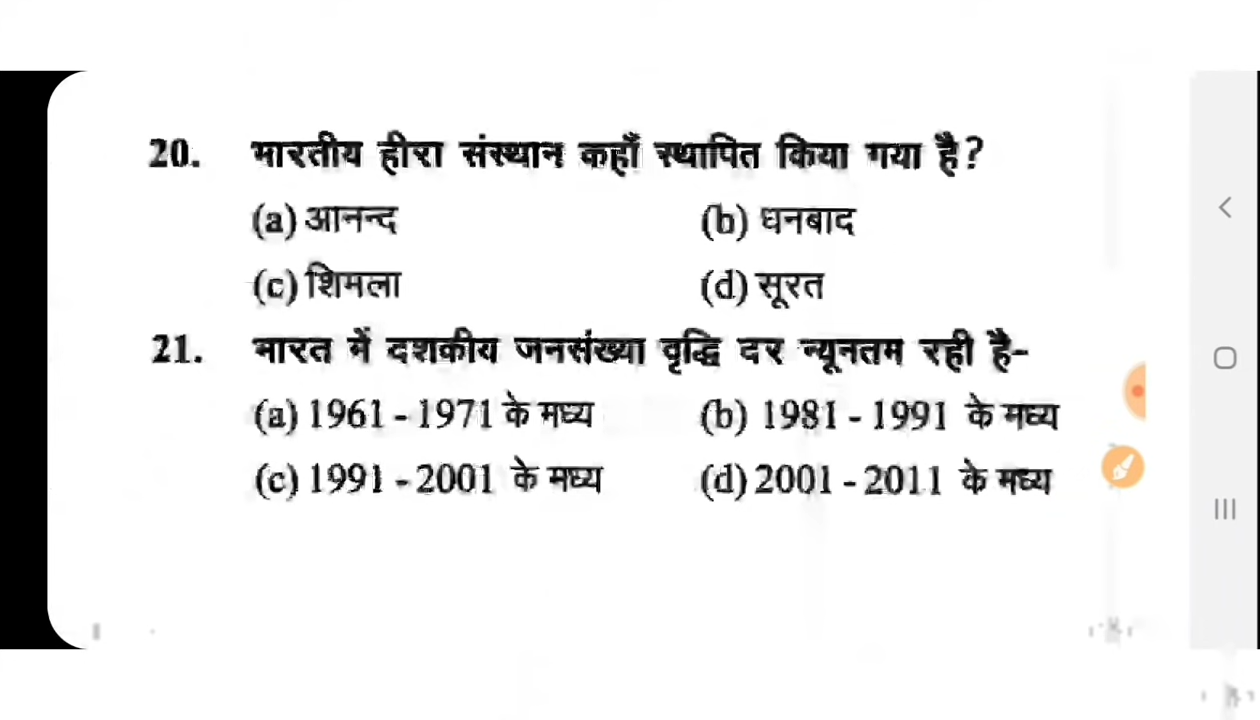 20. भारतीय हीरा संस्थान कहाँ स्थापित किया गया है?
(a) आनन्द (b) धनबाद
(c) शिमला (d) सूरत
21. भारत में दशकीय जनसंख्या वृद्धि दर न्यूनतम रही है-
(a) 1961 - 1971 के मध्य (b) 1981 - 1991 के मध्य
(c) 1991 - 2001 के मध्य (d) 2001 - 2011 के मध्य